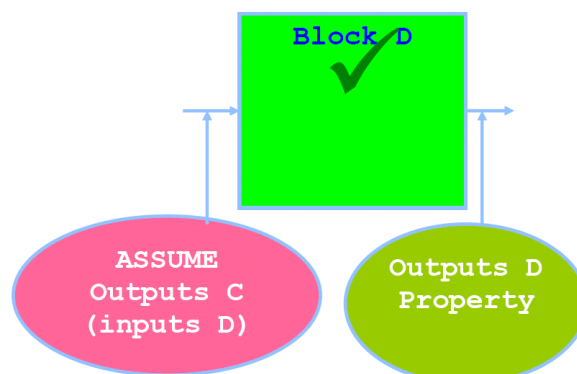 Block D
ASSUME
Outputs C
(inputs D)
Outputs D
Property